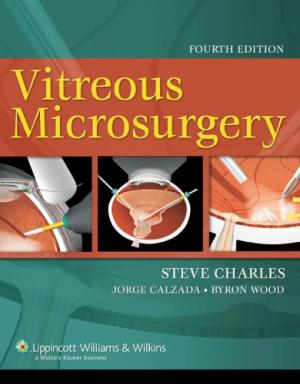 FOURTH EDITION
Vitreous
Microsurgery
STEVE CHARLES
JORGE CALZADA • BYRON WOOD
Lippincott Williams & Wilkins
a Wolters Kluwer business